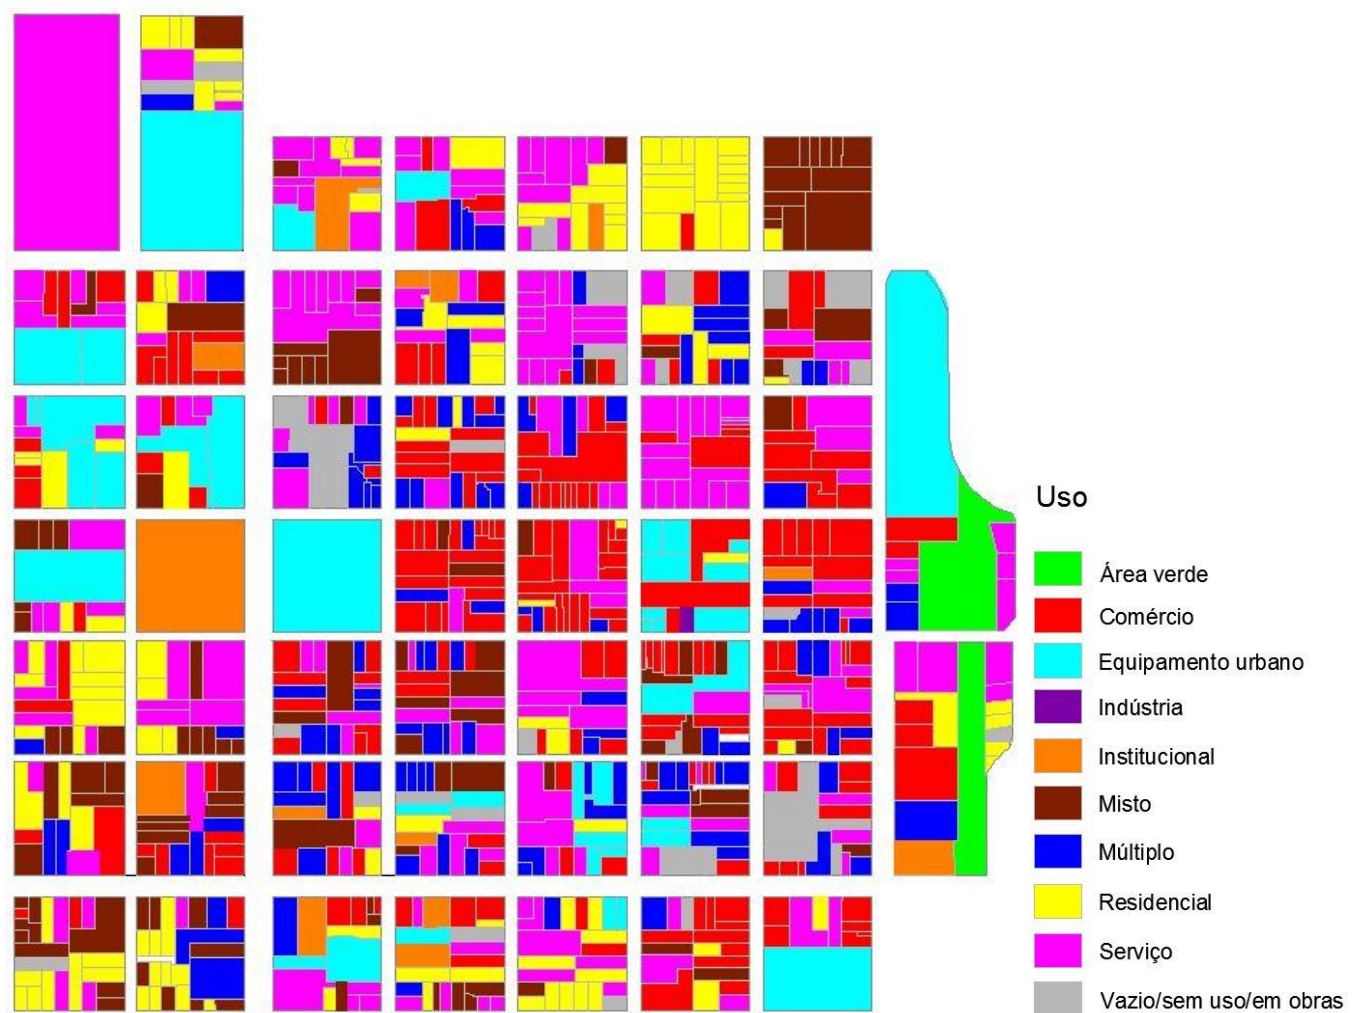 Uso
Área verde
Comércio
Equipamento urbano
Indústria
Institucional
Misto
Múltiplo
Residencial
Serviço
Vazio/sem uso/em obras